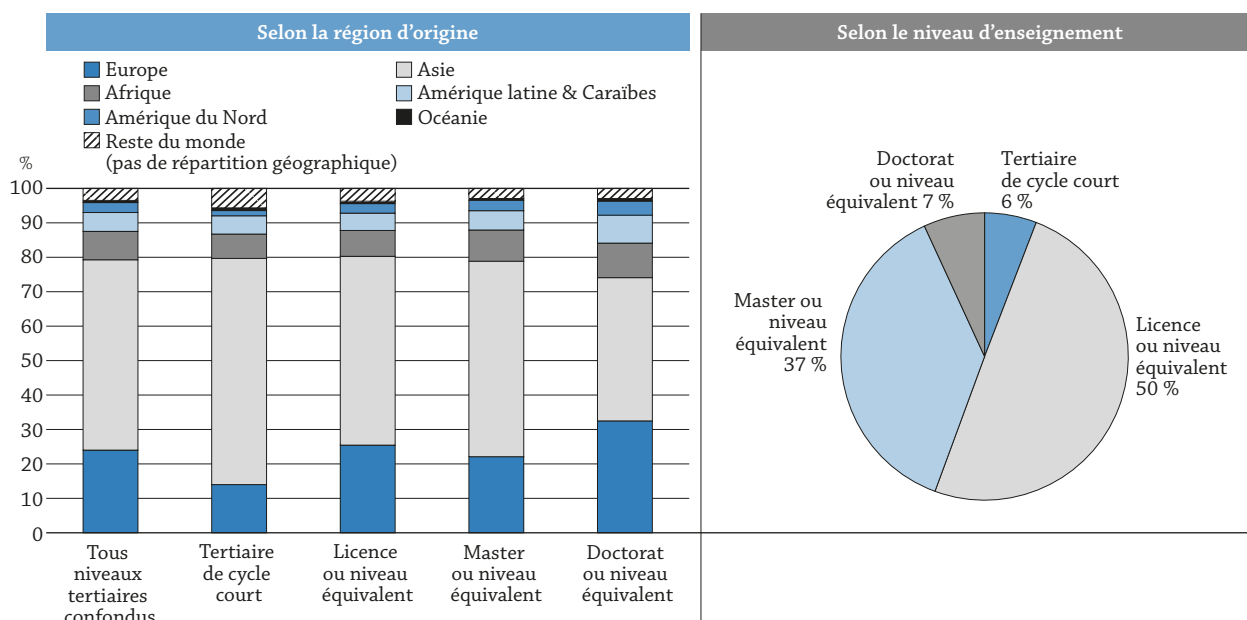 Selon la région d'origine
Europe
Afrique
Amérique du Nord
Reste du monde
(pas de répartition géographique)
Asie
Amérique latine & Caraïbes
Océanie
%
100
90
80
70
60
50
40
30
20
10
0
Tous
niveaux
tertiaires
confondus
Tertiaire
de cycle
court
Licence
ou niveau
équivalent
Master
ou niveau
équivalent
Doctorat
ou niveau
équivalent
Selon le niveau d'enseignement
Doctorat
ou niveau
équivalent 7 %
Tertiaire
de cycle court
6 %
Master ou
niveau
équivalent
37 %
Licence
ou niveau
équivalent
50 %